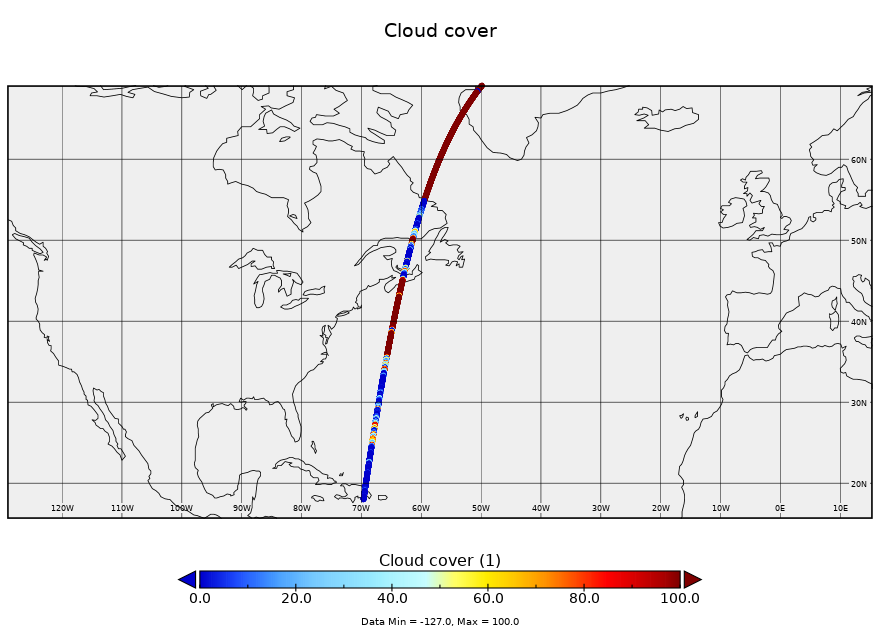 Cloud cover
60N
50N
40N
30N
20N
120W 110W 100W 90W 80W 70W 60W 50W 40W 30W 20W 10W 0E 10E
Cloud cover (1)
0.0 20.0 40.0 60.0 80.0 100.0
Data Min = -127.0, Max = 100.0